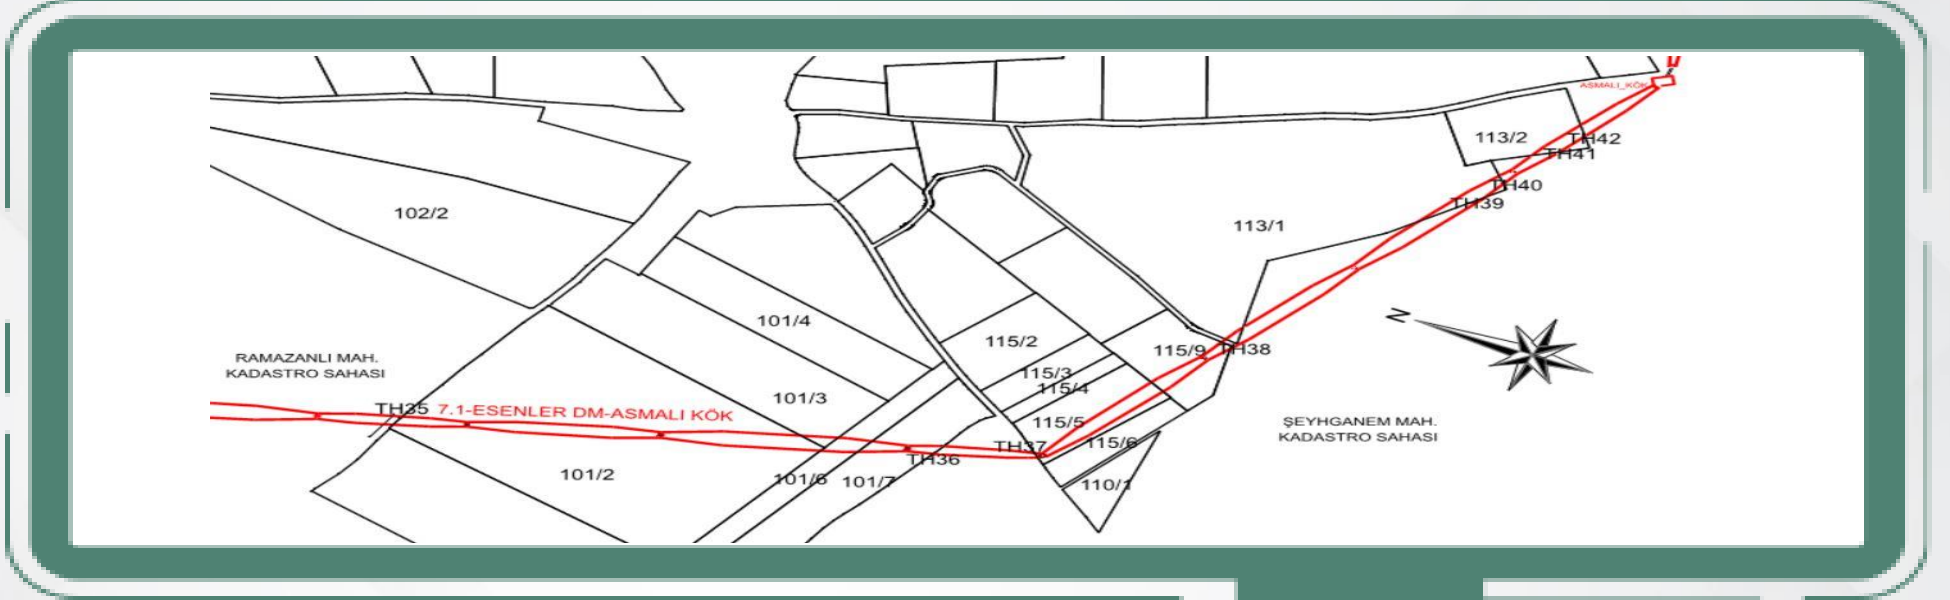 ASMALI_KÖK
113/2
TH42
TH41
TH40
TH39
102/2
113/1
N
101/4
115/2
115/9
TH38
RAMAZANLI MAH.
KADASTRO SAHASI
115/3
115/4
101/3
TH35
7.1-ESENLER DM-ASMALI KÖK
115/5
ŞEYHGANEM MAH.
KADASTRO SAHASI
TH37
115/6
TH36
101/2
101/6
101/7
110/1